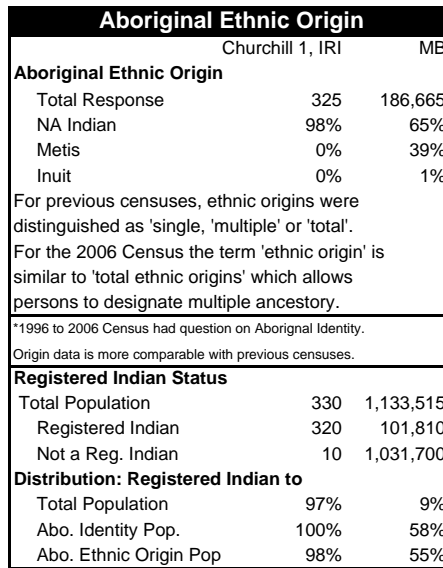 Aboriginal Ethnic Origin
Churchill 1, IRI MB
Aboriginal Ethnic Origin
Total Response 325 186,665
NA Indian 98% 65%
Metis 0% 39%
Inuit 0% 1%
For previous censuses, ethnic origins were
distinguished as 'single, 'multiple' or 'total'.
For the 2006 Census the term 'ethnic origin' is
similar to 'total ethnic origins' which allows
persons to designate multiple ancestory.
*1996 to 2006 Census had question on Aborignal Identity.
Origin data is more comparable with previous censuses.
Registered Indian Status
Total Population 330 1,133,515
Registered Indian 320 101,810
Not a Reg. Indian 10 1,031,700
Distribution: Registered Indian to
Total Population 97% 9%
Abo. Identity Pop. 100% 58%
Abo. Ethnic Origin Pop 98% 55%